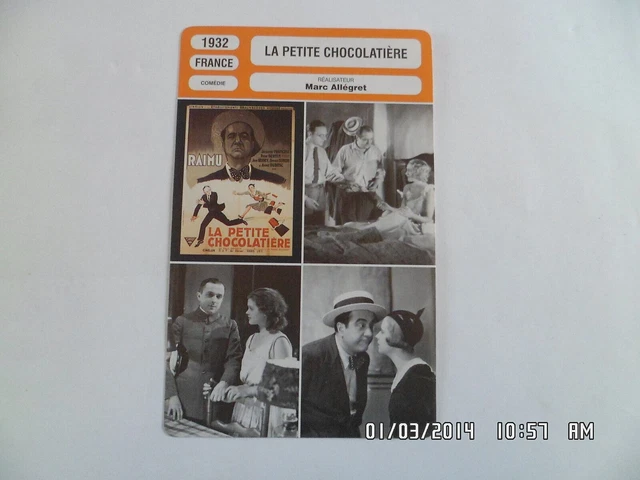 1932
FRANCE
COMÉDIE
LA PETITE CHOCOLATIÈRE
RÉALISATEUR
Marc Allégret
RAIMU
LA PETITE
CHOCOLATIÈRE
01/03/2014 10:57 AM